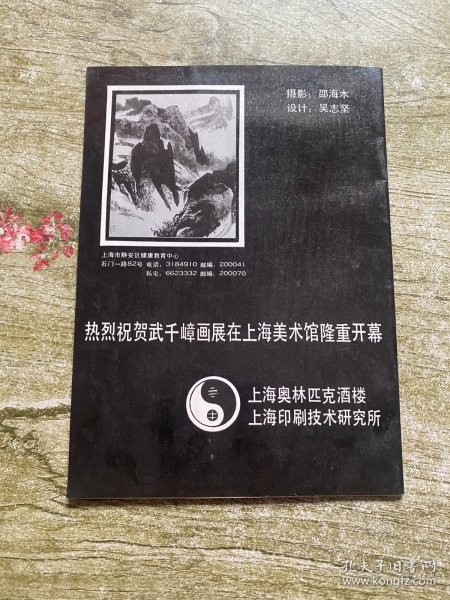 摄影：邵海木
设计：吴志坚
上海市静安区健康教育中心
石门一路82号 电话：3184910 邮编：200041
私宅：6623332 邮编：200070
热烈祝贺武千嶂画展在上海美术馆隆重开幕
上海奥林匹克酒楼
上海印刷技术研究所
孔夫子旧书网
www.kongfz.com